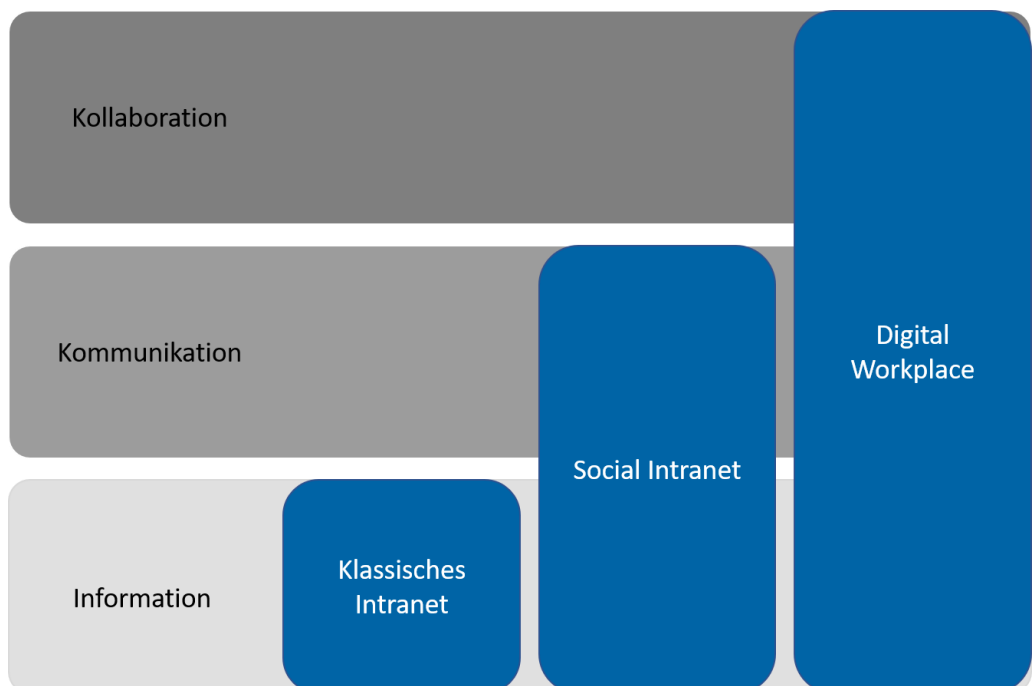 Kollaboration
Kommunikation
Digital
Workplace
Social Intranet
Klassisches
Intranet
Information